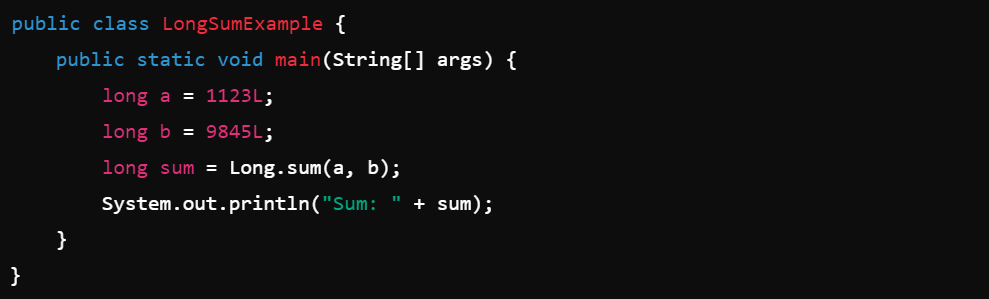 public class LongSumExample {
    public static void main(String[] args) {
        long a = 1123L;
        long b = 9845L;
        long sum = Long.sum(a, b);
        System.out.println("Sum: " + sum);
    }
}